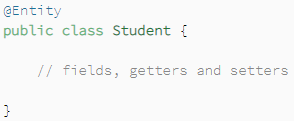 @Entity
public class Student {
    // fields, getters and setters
}